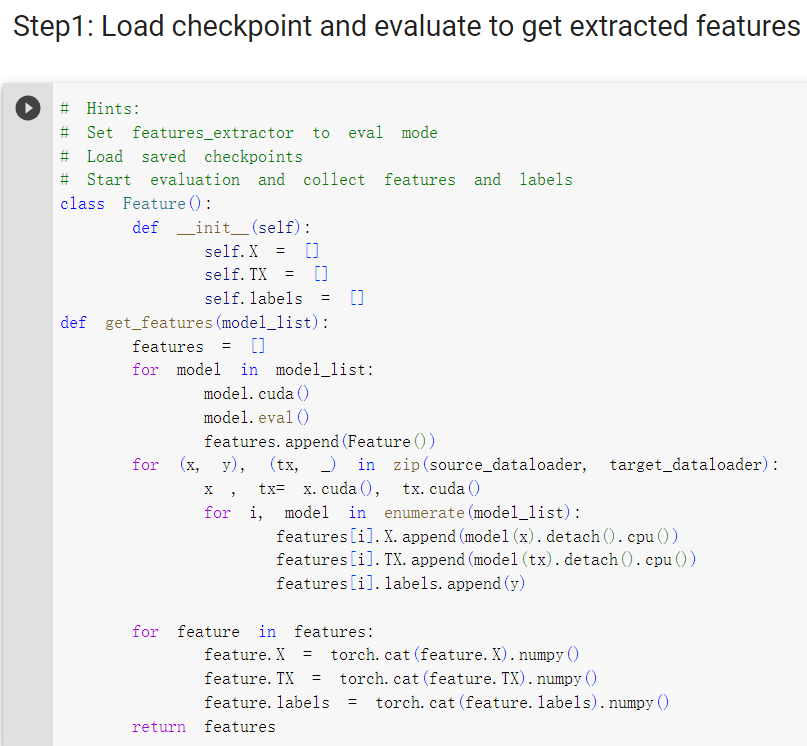 Step1: Load checkpoint and evaluate to get extracted features
# Hints:
# Set features_extractor to eval mode
# Load saved checkpoints
# Start evaluation and collect features and labels
class Feature():
def __init__(self):
self.X = []
self.TX = []
self.labels = []
def get_features(model_list):
features = []
for model in model_list:
model.cuda()
model.eval()
features.append(Feature())
for (x, y), (tx, _) in zip(source_dataloader, target_dataloader):
x , tx= x.cuda(), tx.cuda()
for i, model in enumerate(model_list):
features[i].X.append(model(x).detach().cpu())
features[i].TX.append(model(tx).detach().cpu())
features[i].labels.append(y)
for feature in features:
feature.X = torch.cat(feature.X).numpy()
feature.TX = torch.cat(feature.TX).numpy()
feature.labels = torch.cat(feature.labels).numpy()
return features